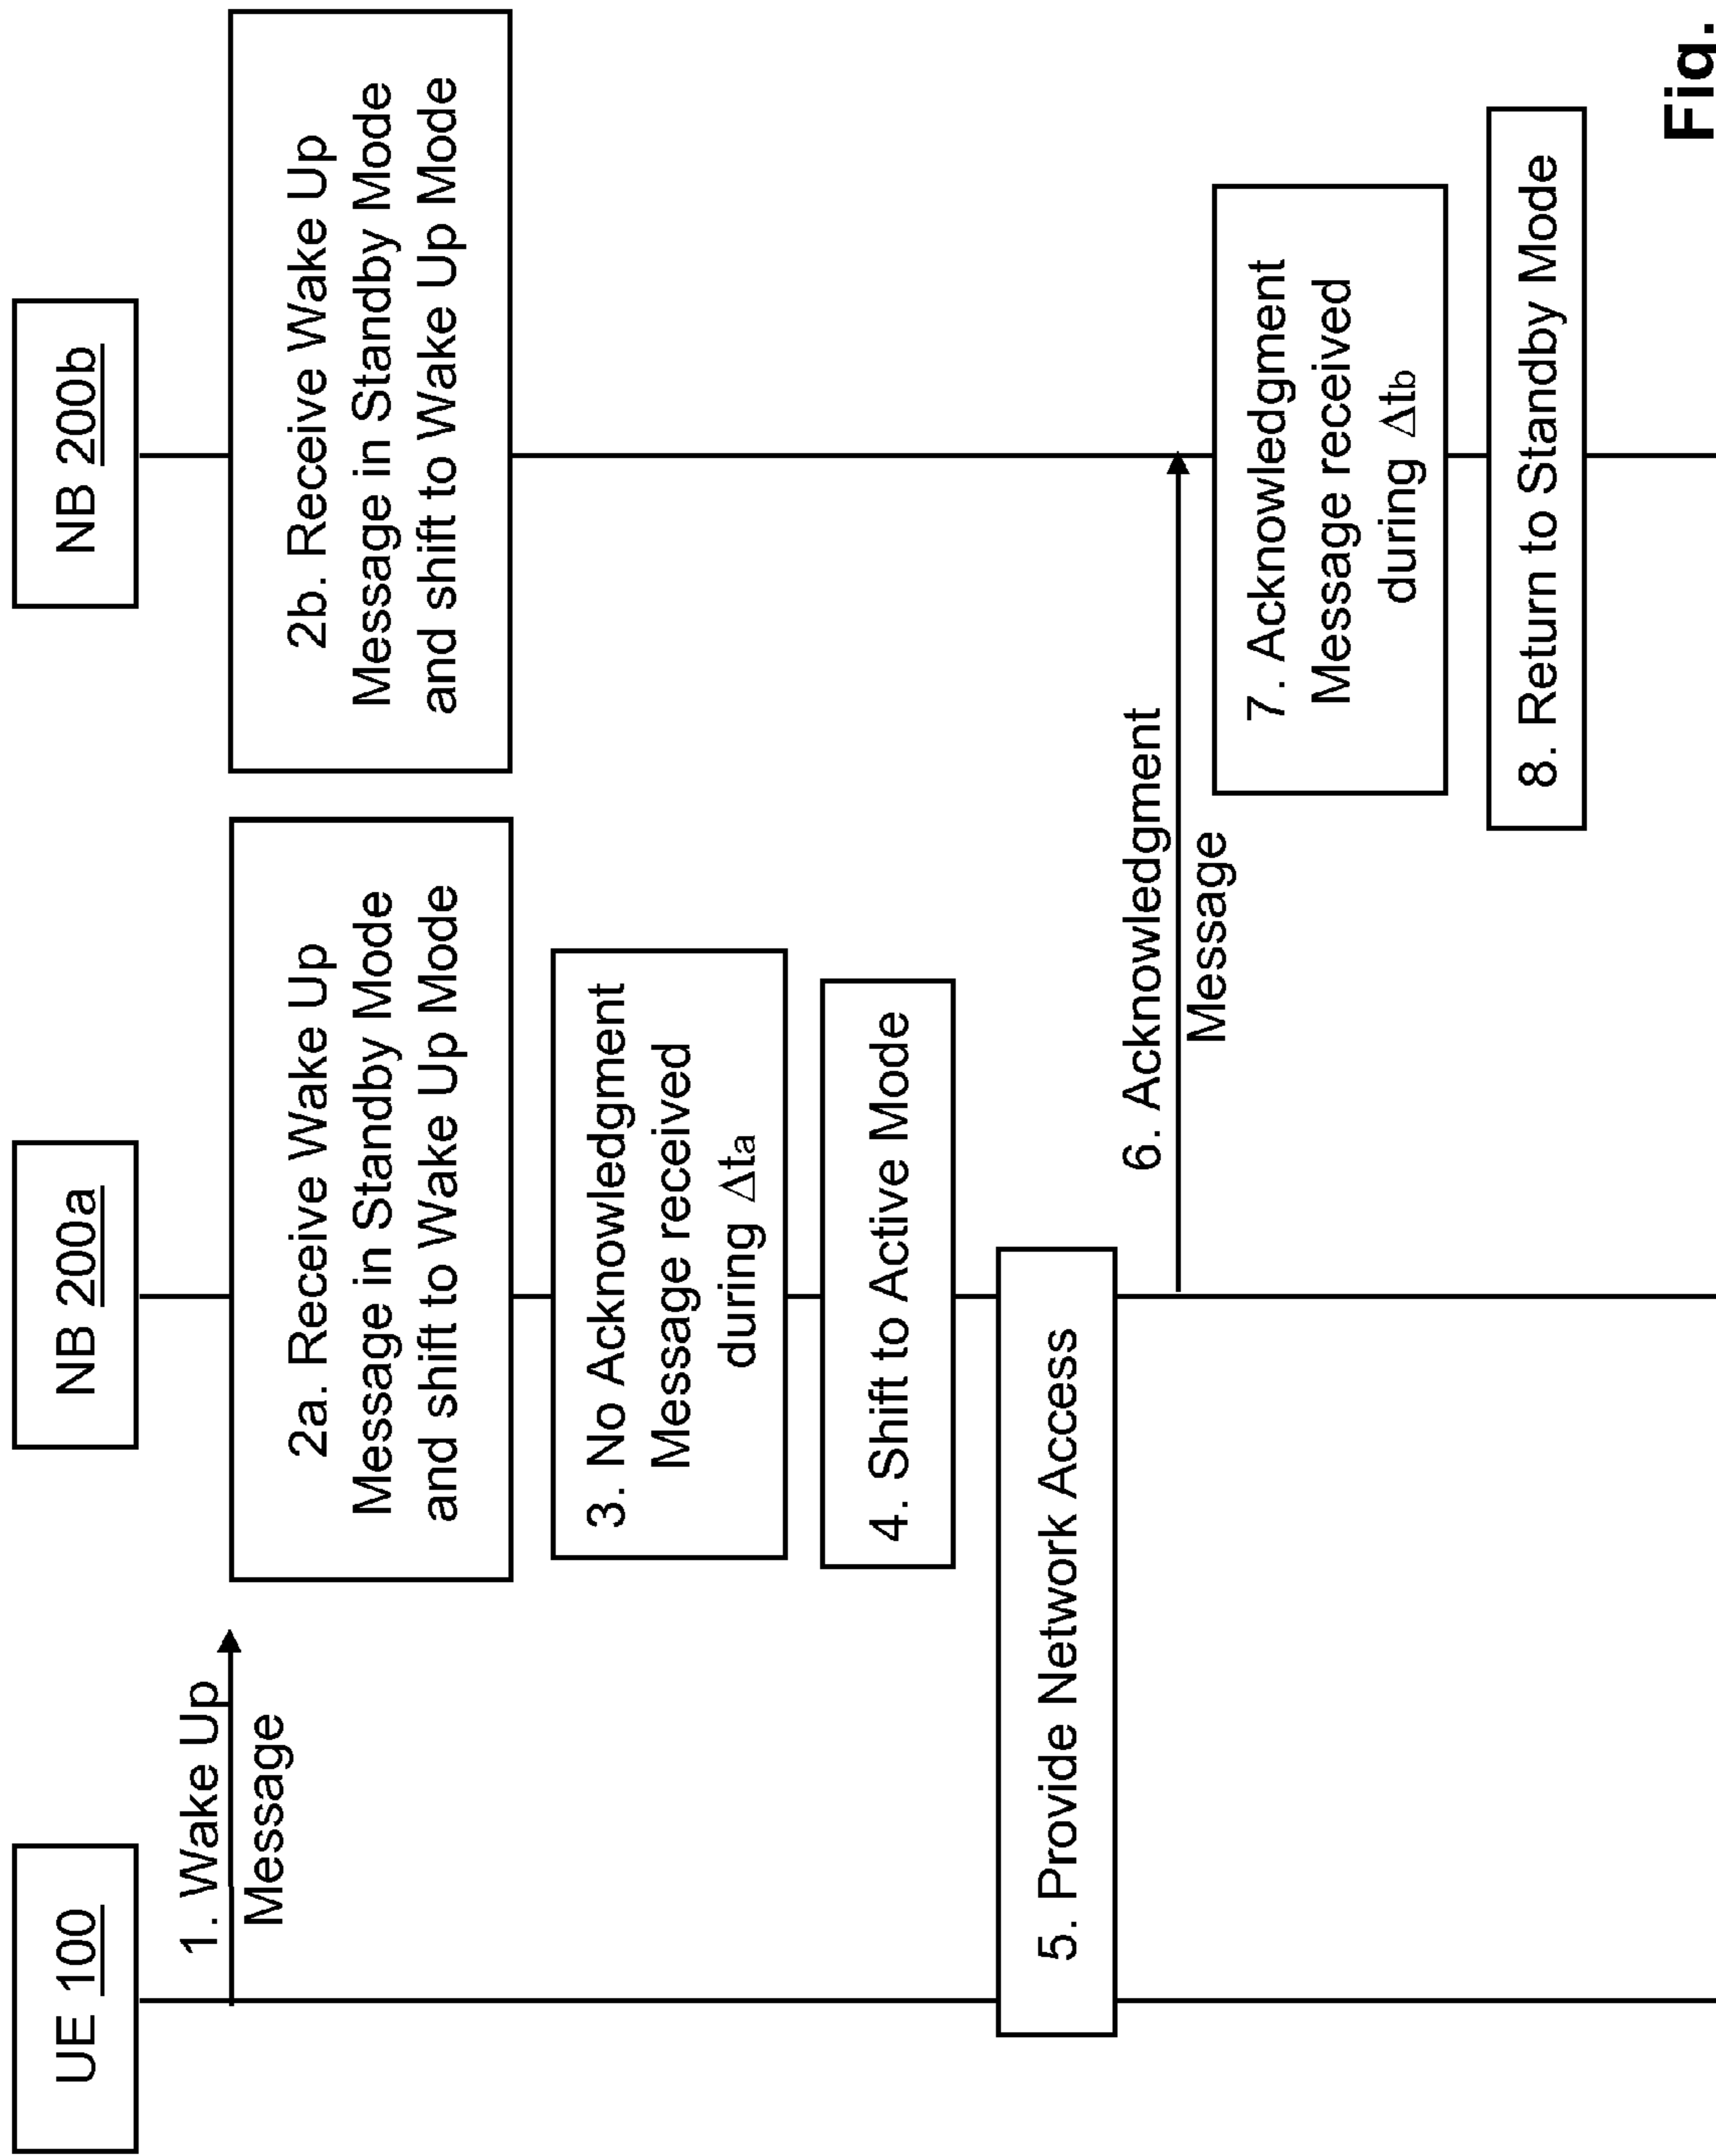 UE 100
NB 200a
NB 200b
1. Wake Up
Message
2a. Receive Wake Up
Message in Standby Mode
and shift to Wake Up Mode
2b. Receive Wake Up
Message in Standby Mode
and shift to Wake Up Mode
3. No Acknowledgment
Message received
during Δta
4. Shift to Active Mode
5. Provide Network Access
6. Acknowledgment
Message
7. Acknowledgment
Message received
during Δtb
8. Return to Standby Mode
Fig.